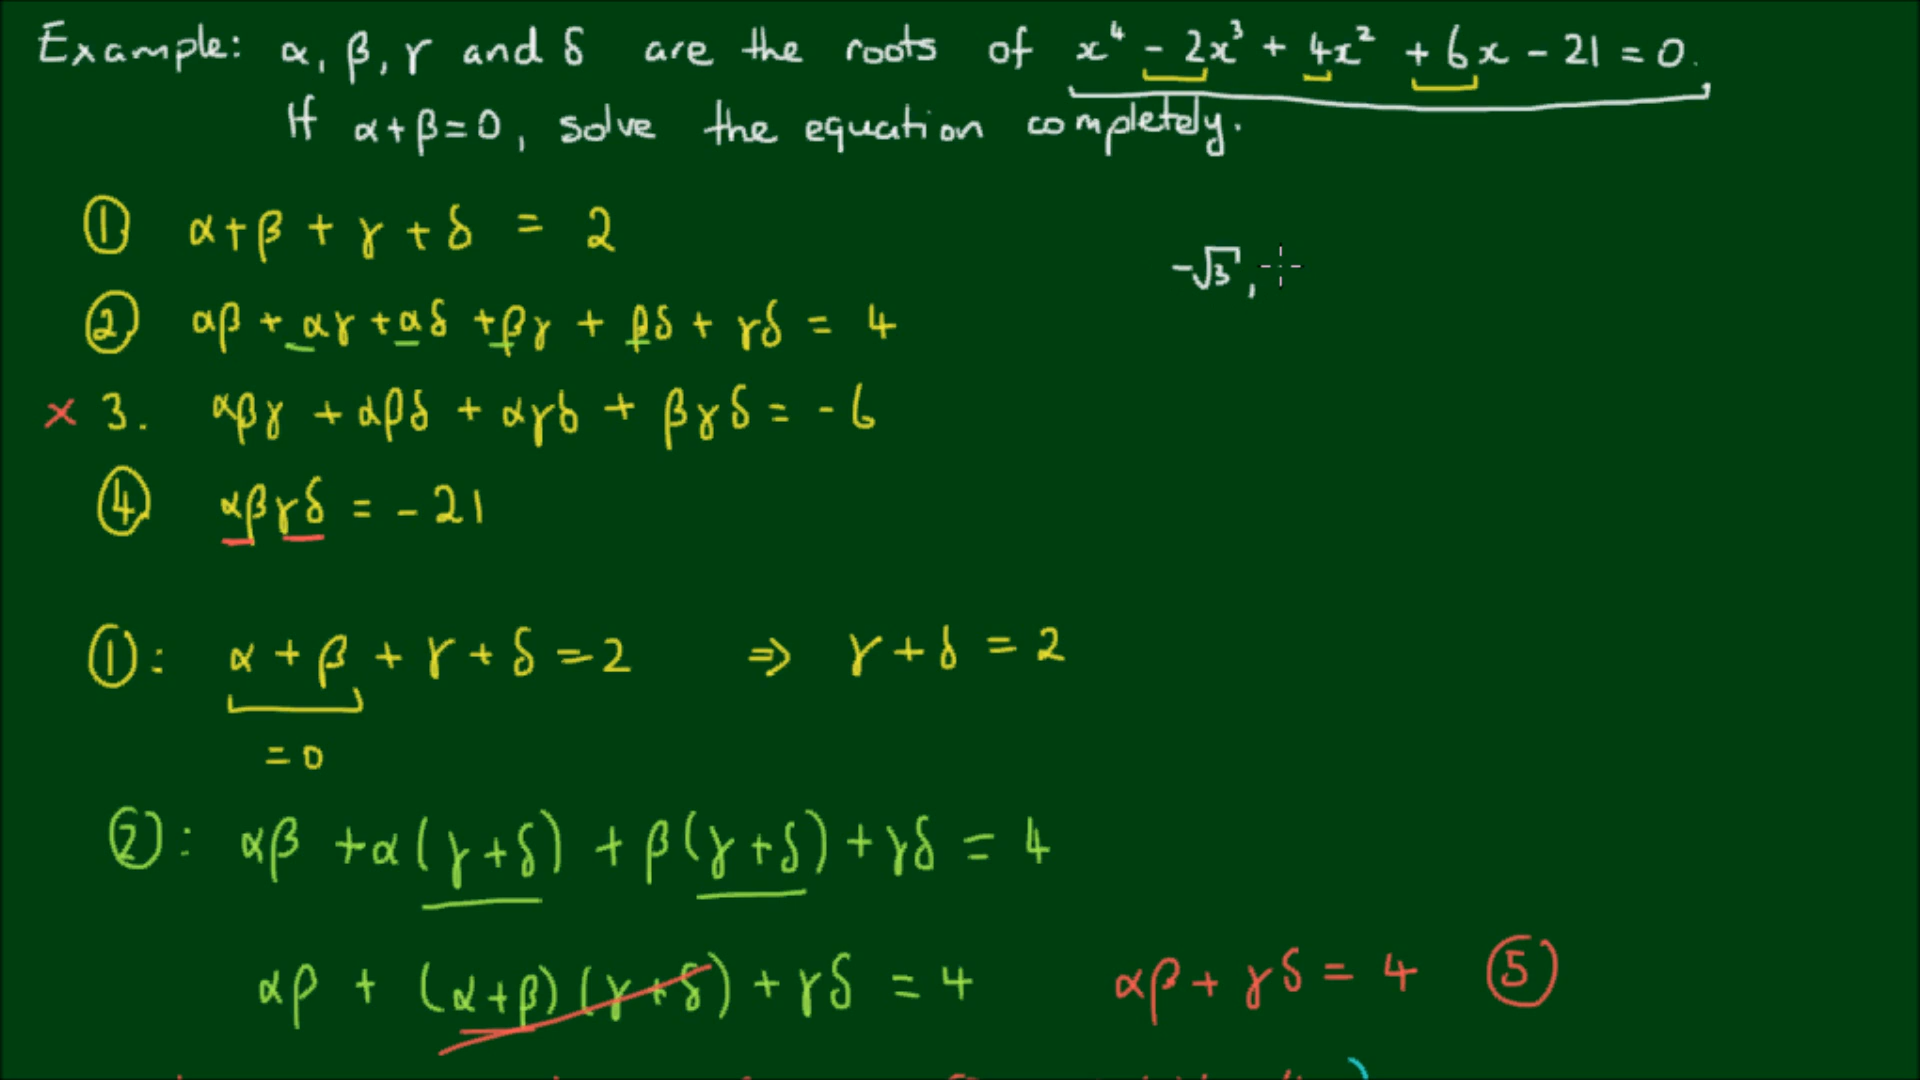 Example: α, β, γ and δ are the roots of x⁴ - 2x³ + 4x² + 6x - 21 = 0.
If α+β=0, solve the equation completely.
① α+β+γ+δ = 2
-√3,
② αβ + αγ + αδ + βγ + βδ + γδ = 4
× 3. αβγ + αβδ + αγδ + βγδ = -6
④ αβγδ = -21
①: α + β + γ + δ = 2 ⇒ γ + δ = 2
= 0
②: αβ + α(γ+δ) + β(γ+δ) + γδ = 4
αβ + (α+β)(γ+δ) + γδ = 4 αβ + γδ = 4 ⑤